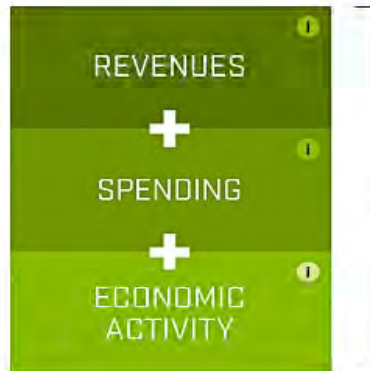 i
REVENUES
+
i
SPENDING
+
i
ECONOMIC
ACTIVITY